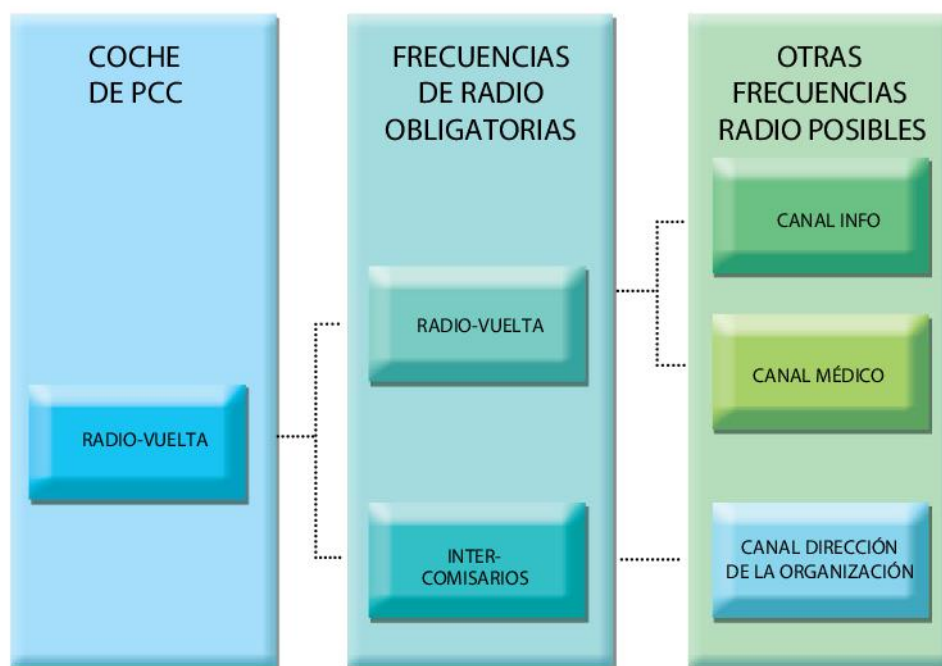 COCHE
DE PCC
RADIO-VUELTA
FRECUENCIAS
DE RADIO
OBLIGATORIAS
RADIO-VUELTA
INTER-
COMISARIOS
OTRAS
FRECUENCIAS
RADIO POSIBLES
CANAL INFO
CANAL MÉDICO
CANAL DIRECCIÓN
DE LA ORGANIZACIÓN